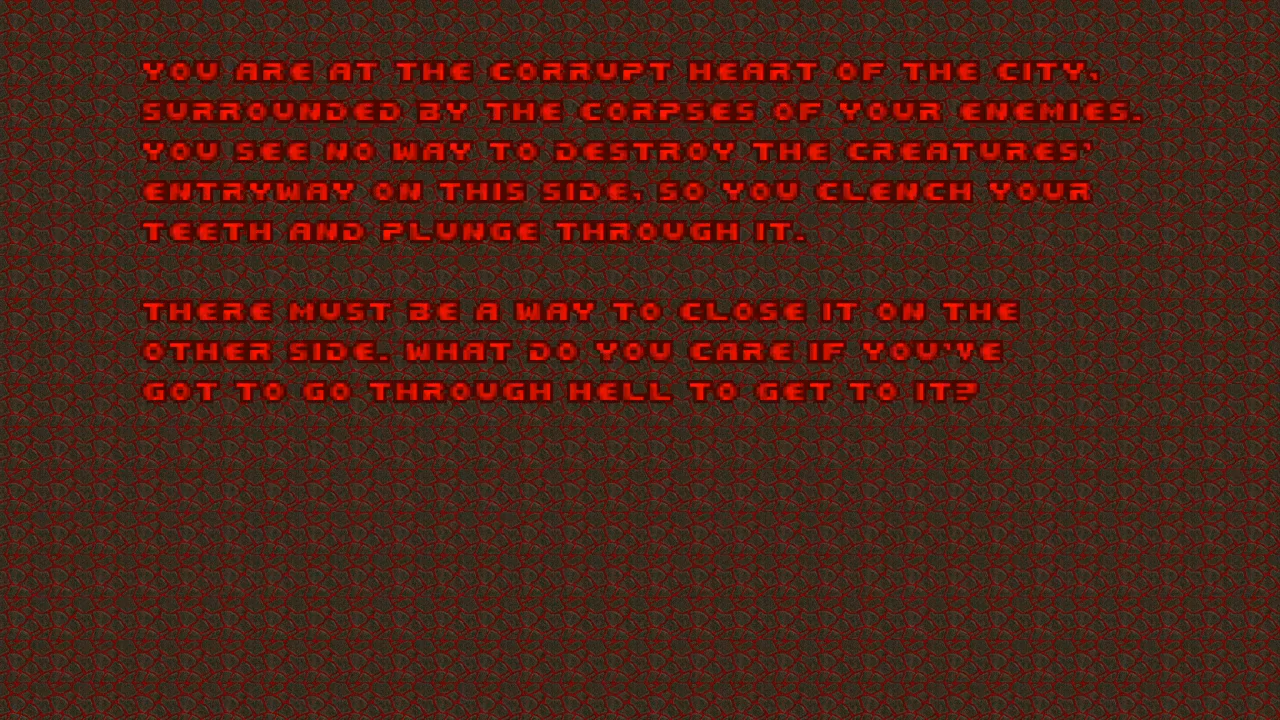 YOU ARE AT THE CORRUPT HEART OF THE CITY,
SURROUNDED BY THE CORPSES OF YOUR ENEMIES.
YOU SEE NO WAY TO DESTROY THE CREATURES'
ENTRYWAY ON THIS SIDE, SO YOU CLENCH YOUR
TEETH AND PLUNGE THROUGH IT.
THERE MUST BE A WAY TO CLOSE IT ON THE
OTHER SIDE. WHAT DO YOU CARE IF YOU'VE
GOT TO GO THROUGH HELL TO GET TO IT?